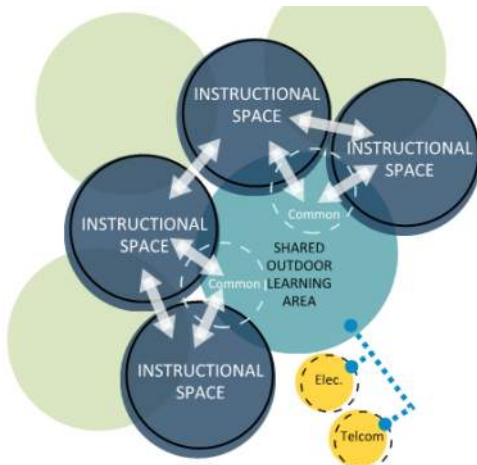 INSTRUCTIONAL
SPACE
INSTRUCTIONAL
SPACE
Common
INSTRUCTIONAL
SPACE
SHARED
OUTDOOR
LEARNING
AREA
Common
INSTRUCTIONAL
SPACE
Elec.
Telcom